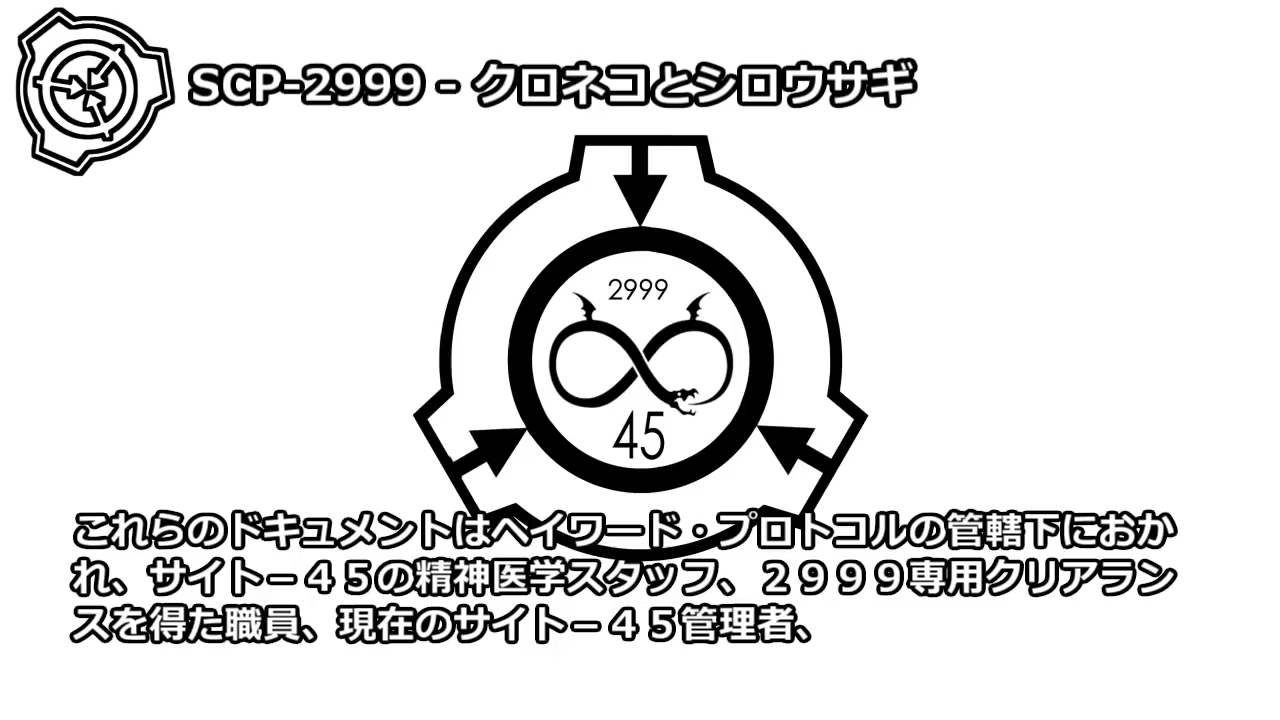 SCP-2999 - クロネコとシロウサギ
2999
45
これらのドキュメントはヘイワード・プロトコルの管轄下におか
れ、サイト－４５の精神医学スタッフ、２９９９専用クリアラン
スを得た職員、現在のサイト－４５管理者、